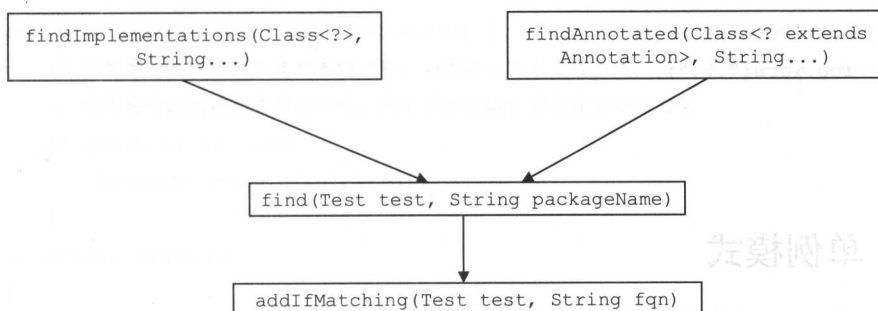 findImplementations(Class<?>,
String...)
findAnnotated(Class<? extends
Annotation>, String...)
find(Test test, String packageName)
单例模式
addIfMatching(Test test, String fqn)